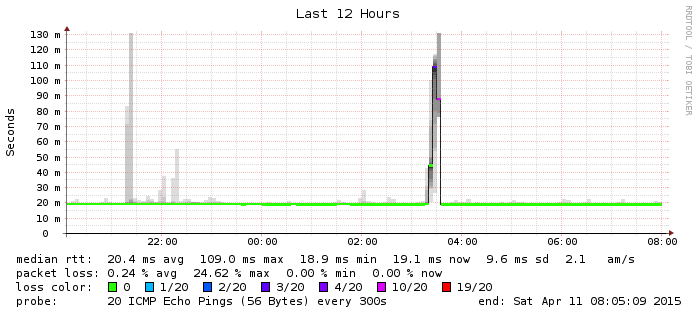 Last 12 Hours
RRDTOOL / TOBI OETIKER
Seconds
130 m
120 m
110 m
100 m
90 m
80 m
70 m
60 m
50 m
40 m
30 m
20 m
10 m
0
22:00 00:00 02:00 04:00 06:00 08:00
median rtt: 20.4 ms avg 109.0 ms max 18.9 ms min 19.1 ms now 9.6 ms sd 2.1 am/s
packet loss: 0.24 % avg 24.62 % max 0.00 % min 0.00 % now
loss color: 0 1/20 2/20 3/20 4/20 10/20 19/20
probe: 20 ICMP Echo Pings (56 Bytes) every 300s end: Sat Apr 11 08:05:09 2015